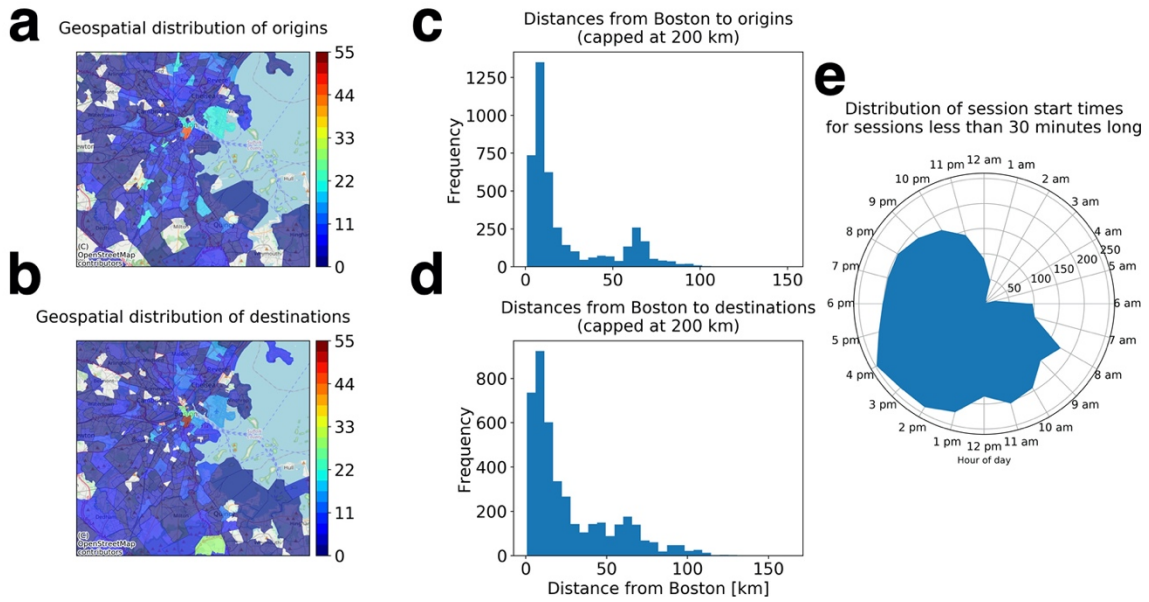 a
Geospatial distribution of origins
55
44
33
22
11
0
(C)
OpenStreetMap
contributors
b
Geospatial distribution of destinations
55
44
33
22
11
0
(C)
OpenStreetMap
contributors
c
Distances from Boston to origins
(capped at 200 km)
Frequency
1250
1000
750
500
250
0
0 50 100 150
d
Distances from Boston to destinations
(capped at 200 km)
Frequency
800
600
400
200
0
0 50 100 150
Distance from Boston [km]
e
Distribution of session start times
for sessions less than 30 minutes long
12 am
1 am
2 am
3 am
4 am
5 am
6 am
7 am
8 am
9 am
11 am
12 pm
1 pm
2 pm
3 pm
4 pm
5 pm
6 pm
7 pm
8 pm
9 pm
10 pm
11 pm
50
100
150
200
250
Hour of day